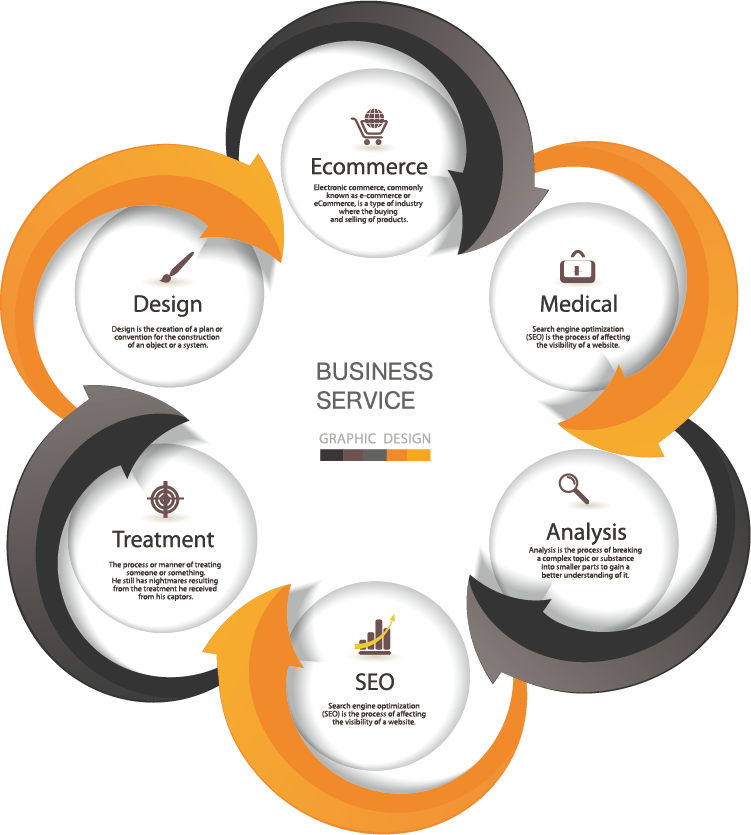 Ecommerce
Electronic commerce, commonly
known as e-commerce or
eCommerce, is a type of industry
where the buying
and selling of products.
Design
Design is the creation of a plan or
convention for the construction
of an object or a system.
Medical
Search engine optimization
(SEO) is the process of affecting
the visibility of a website.
BUSINESS
SERVICE
GRAPHIC DESIGN
Treatment
The process or manner of treating
someone or something.
He still has nightmares resulting
from the treatment he received
from his captors.
Analysis
Analysis is the process of breaking
a complex topic or substance
into smaller parts to gain a
better understanding of it.
SEO
Search engine optimization
(SEO) is the process of affecting
the visibility of a website.